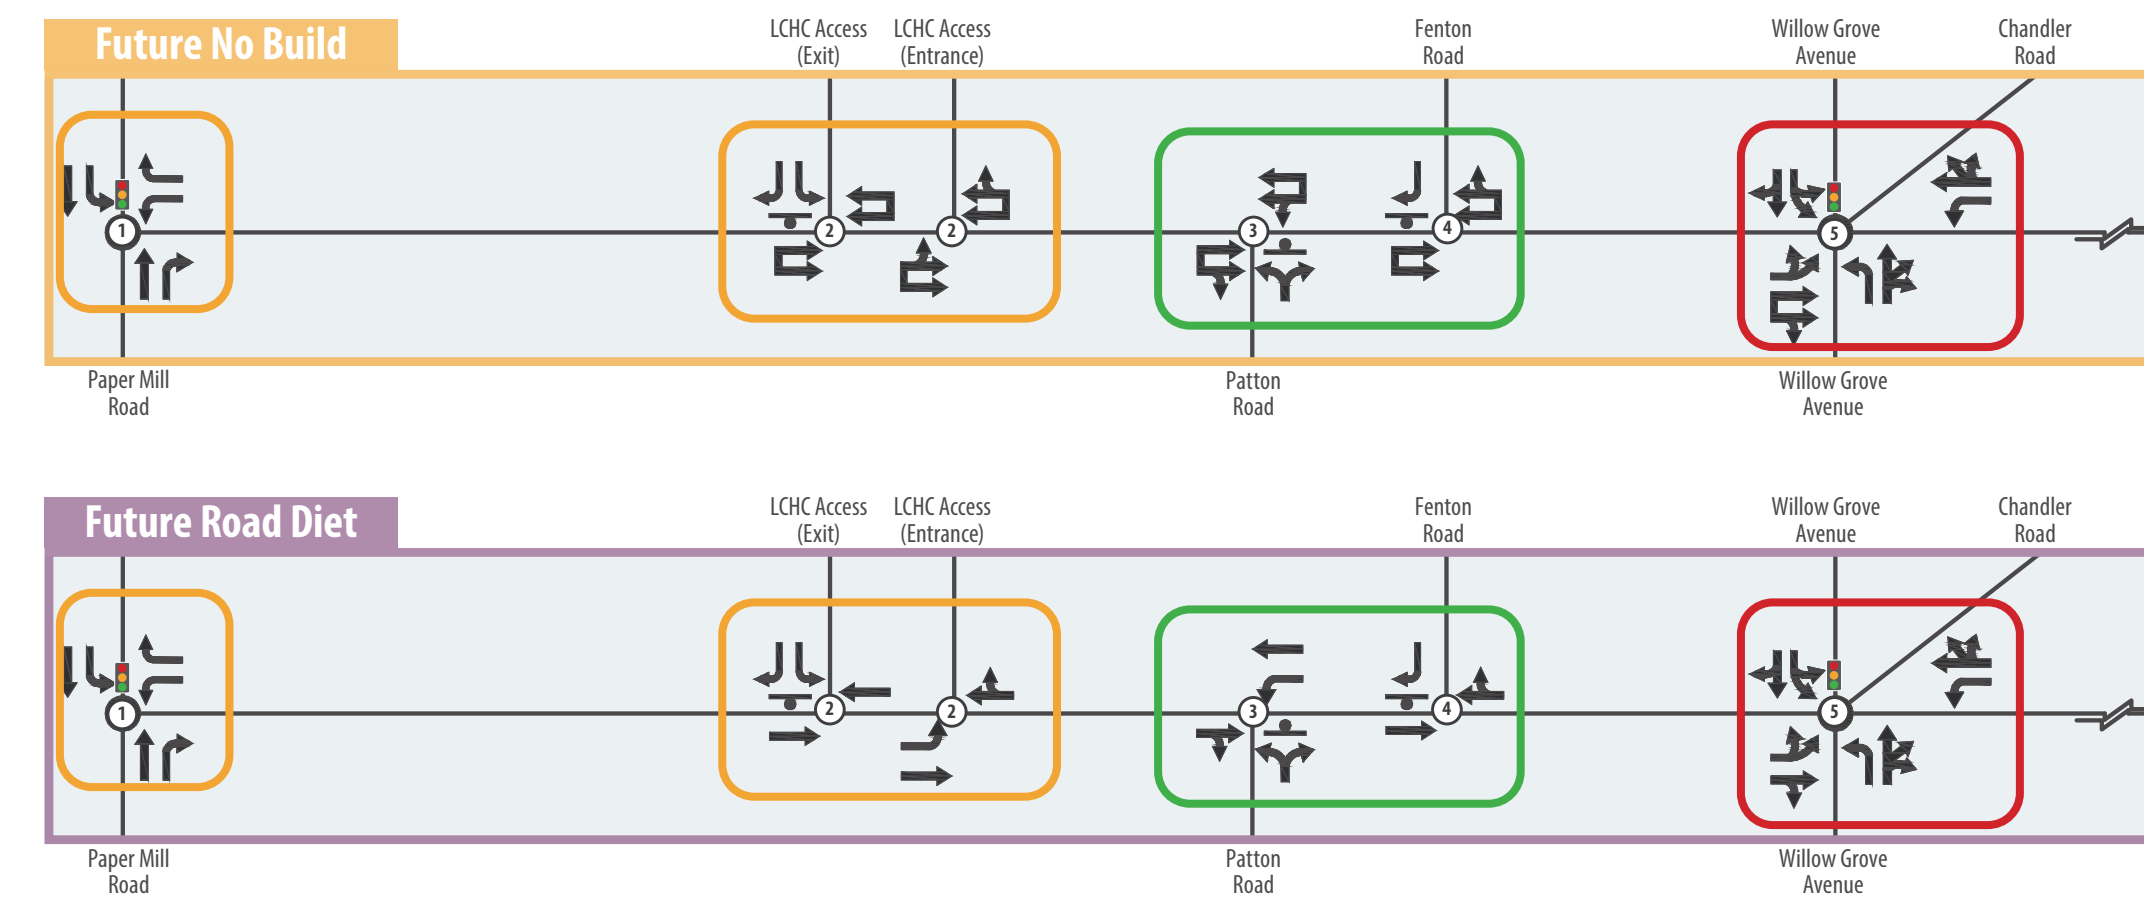 Future No Build
LCHC Access
(Exit)
LCHC Access
(Entrance)
Fenton
Road
Willow Grove
Avenue
Chandler
Road
1
2
2
3
4
5
Paper Mill
Road
Patton
Road
Willow Grove
Avenue
Future Road Diet
LCHC Access
(Exit)
LCHC Access
(Entrance)
Fenton
Road
Willow Grove
Avenue
Chandler
Road
1
2
2
3
4
5
Paper Mill
Road
Patton
Road
Willow Grove
Avenue